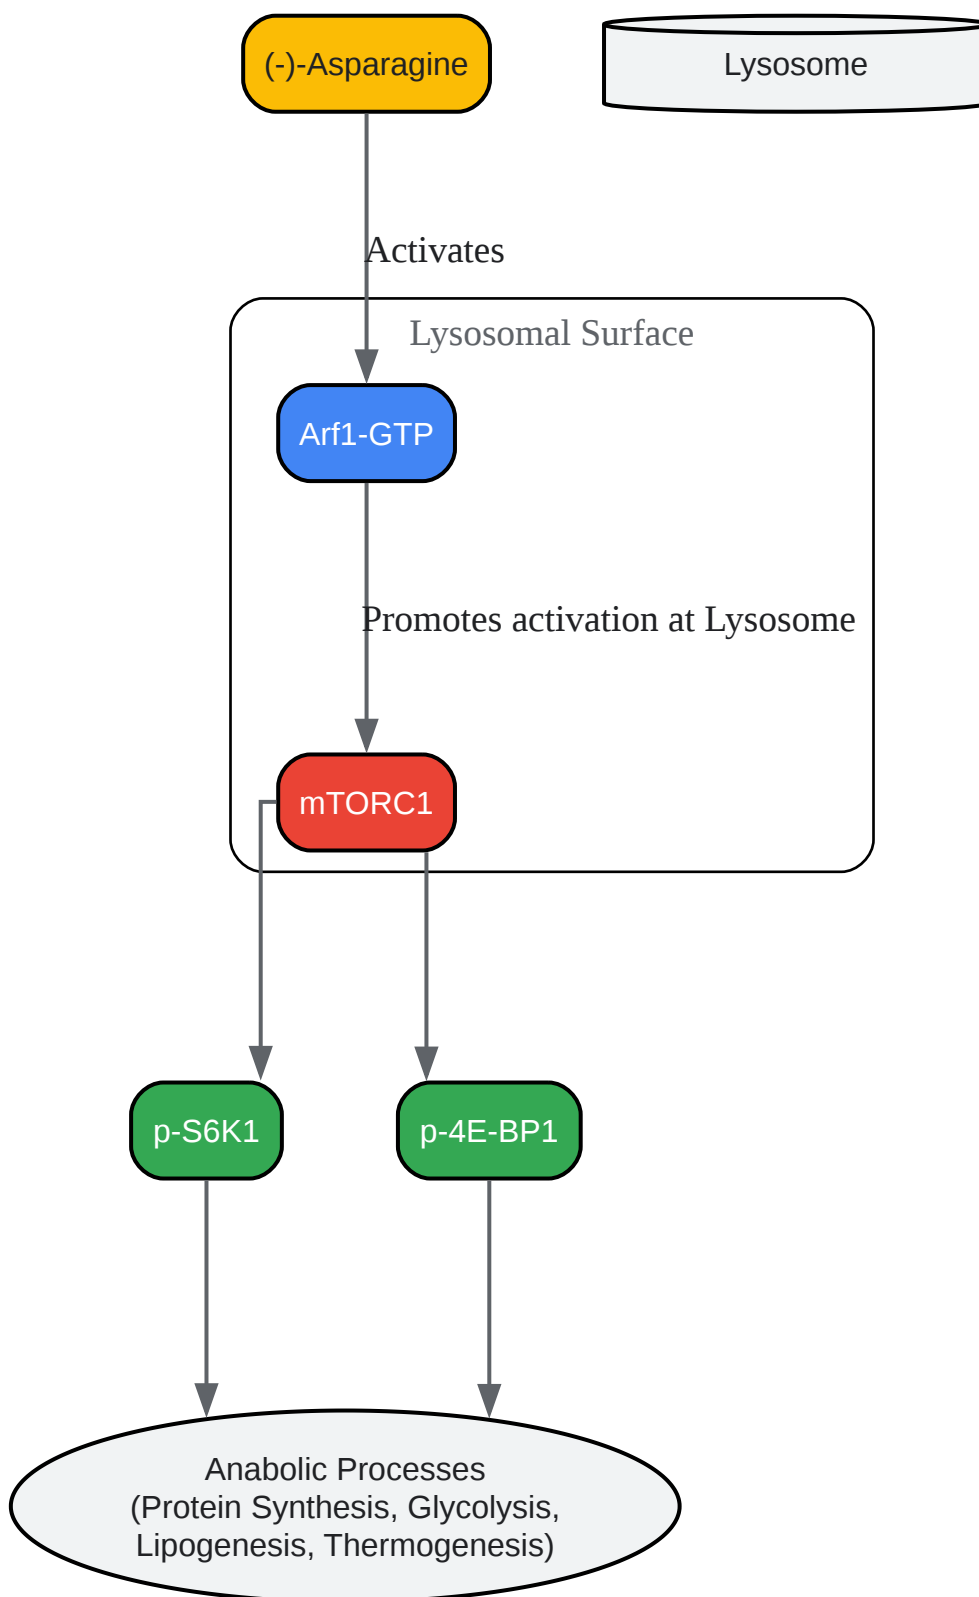 (-)-Asparagine
Lysosome
Activates
Lysosomal Surface
Arf1-GTP
Promotes activation at Lysosome
mTORC1
p-S6K1
p-4E-BP1
Anabolic Processes
(Protein Synthesis, Glycolysis,
Lipogenesis, Thermogenesis)